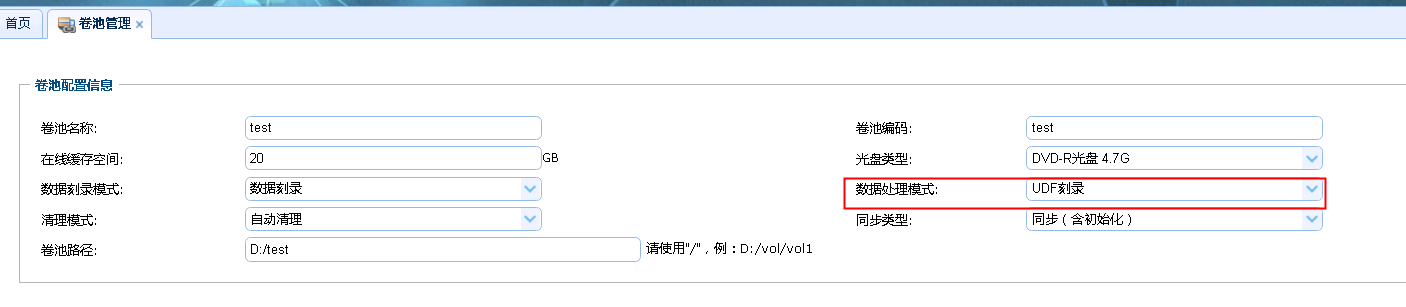 首页 卷池管理
卷池配置信息
卷池名称: test 卷池编码: test
在线缓存空间: 20 GB 光盘类型: DVD-R光盘 4.7G
数据刻录模式: 数据刻录 数据处理模式: UDF刻录
清理模式: 自动清理 同步类型: 同步（含初始化）
卷池路径: D:/test 请使用"/"，例：D:/vol/vol1